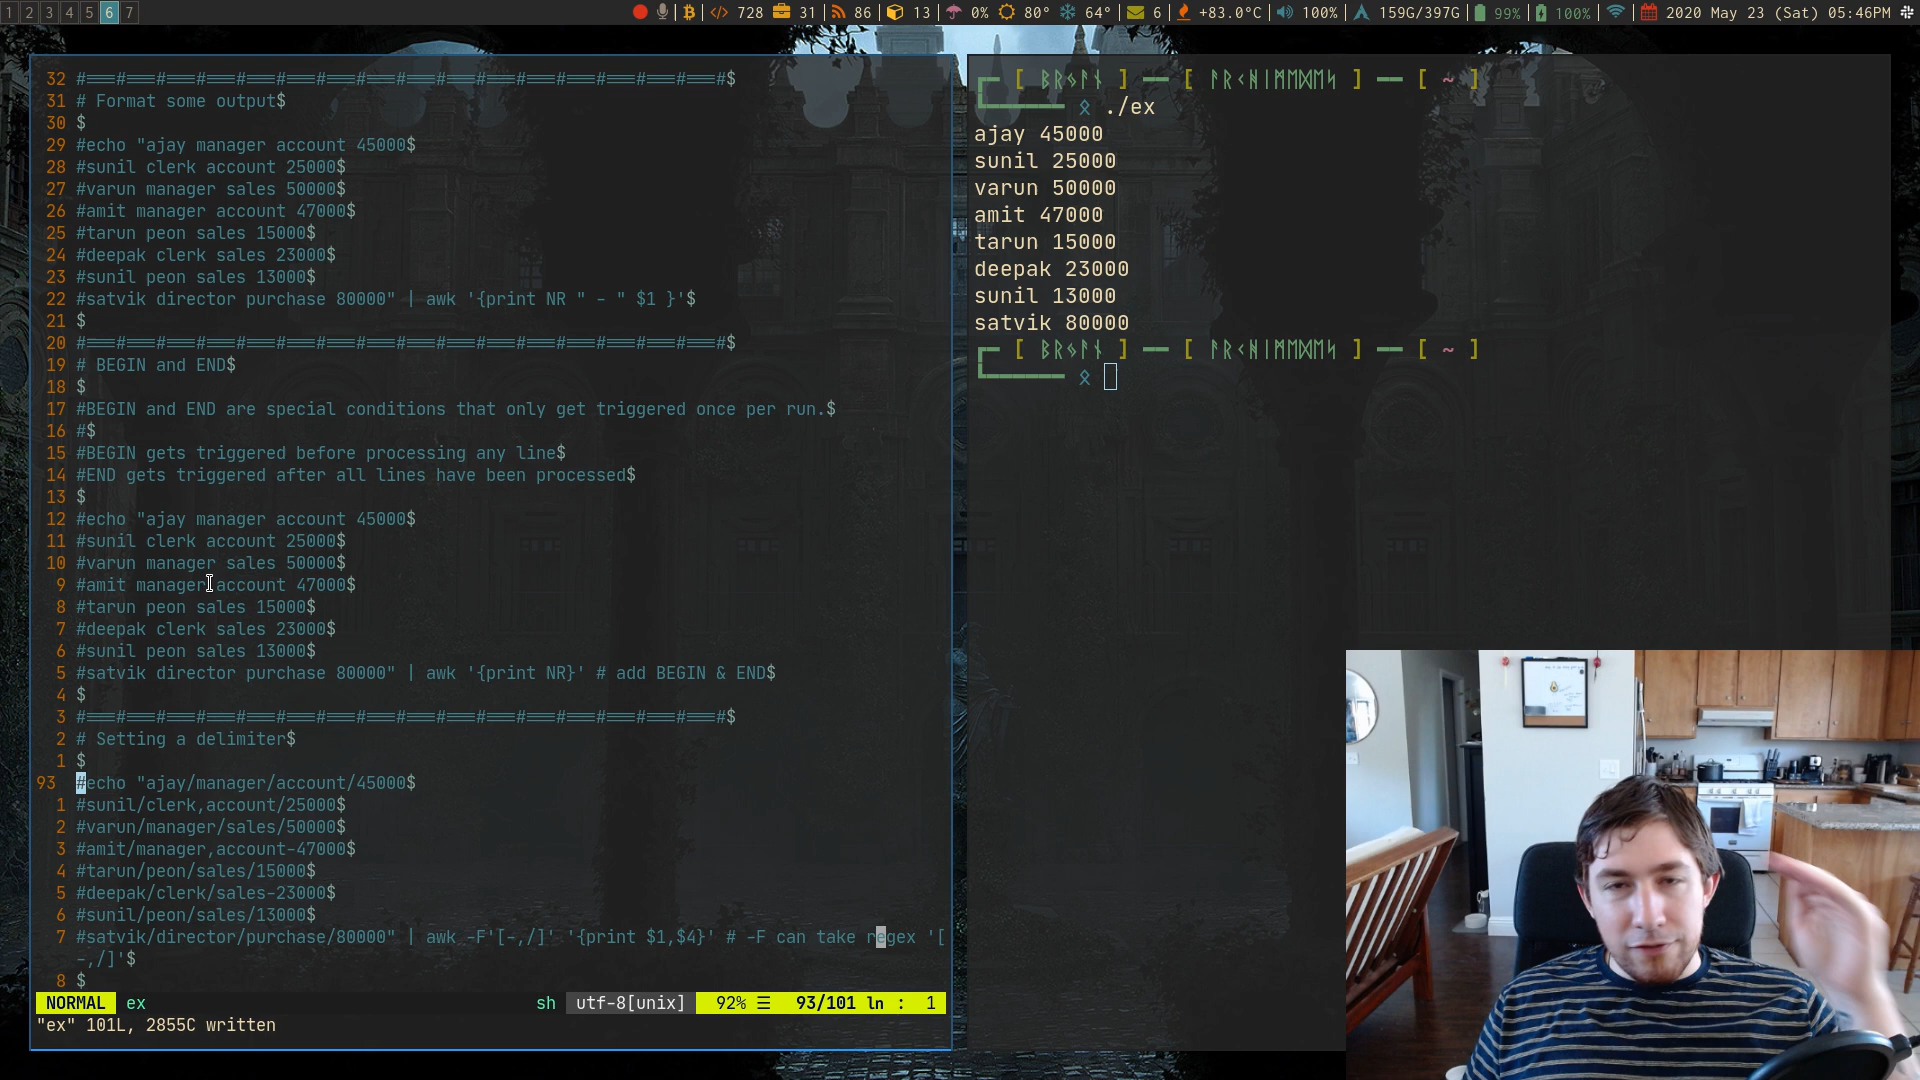 1 2 3 4 5 6 7
728 31 86 13 0% 80° 64° 6 +83.0°C 100% 159G/397G 99% 100% 2020 May 23 (Sat) 05:46PM
32 #═══#═══#═══#═══#═══#═══#═══#═══#═══#═══#═══#═══#═══#═══#═══#═══#$
31 # Format some output$
30 $
29 #echo "ajay manager account 45000$
28 #sunil clerk account 25000$
27 #varun manager sales 50000$
26 #amit manager account 47000$
25 #tarun peon sales 15000$
24 #deepak clerk sales 23000$
23 #sunil peon sales 13000$
22 #satvik director purchase 80000" | awk '{print NR " - " $1 }'$
21 $
20 #═══#═══#═══#═══#═══#═══#═══#═══#═══#═══#═══#═══#═══#═══#═══#═══#$
19 # BEGIN and END$
18 $
17 #BEGIN and END are special conditions that only get triggered once per run.$
16 #$
15 #BEGIN gets triggered before processing any line$
14 #END gets triggered after all lines have been processed$
13 $
12 #echo "ajay manager account 45000$
11 #sunil clerk account 25000$
10 #varun manager sales 50000$
9 #amit manager account 47000$
8 #tarun peon sales 15000$
7 #deepak clerk sales 23000$
6 #sunil peon sales 13000$
5 #satvik director purchase 80000" | awk '{print NR}' # add BEGIN & END$
4 $
3 #═══#═══#═══#═══#═══#═══#═══#═══#═══#═══#═══#═══#═══#═══#═══#═══#$
2 # Setting a delimiter$
1 $
93 #echo "ajay/manager/account/45000$
1 #sunil/clerk,account/25000$
2 #varun/manager/sales/50000$
3 #amit/manager,account-47000$
4 #tarun/peon/sales/15000$
5 #deepak/clerk/sales-23000$
6 #sunil/peon/sales/13000$
7 #satvik/director/purchase/80000" | awk -F'[-,/]' '{print $1,$4}' # -F can take regex '[
-,/]'$
8 $
NORMAL ex sh utf-8[unix] 92% ☰ 93/101 ln : 1
"ex" 101L, 2855C written
[ ~ ]
ᛟ ./ex
ajay 45000
sunil 25000
varun 50000
amit 47000
tarun 15000
deepak 23000
sunil 13000
satvik 80000
[ ~ ]
ᛟ